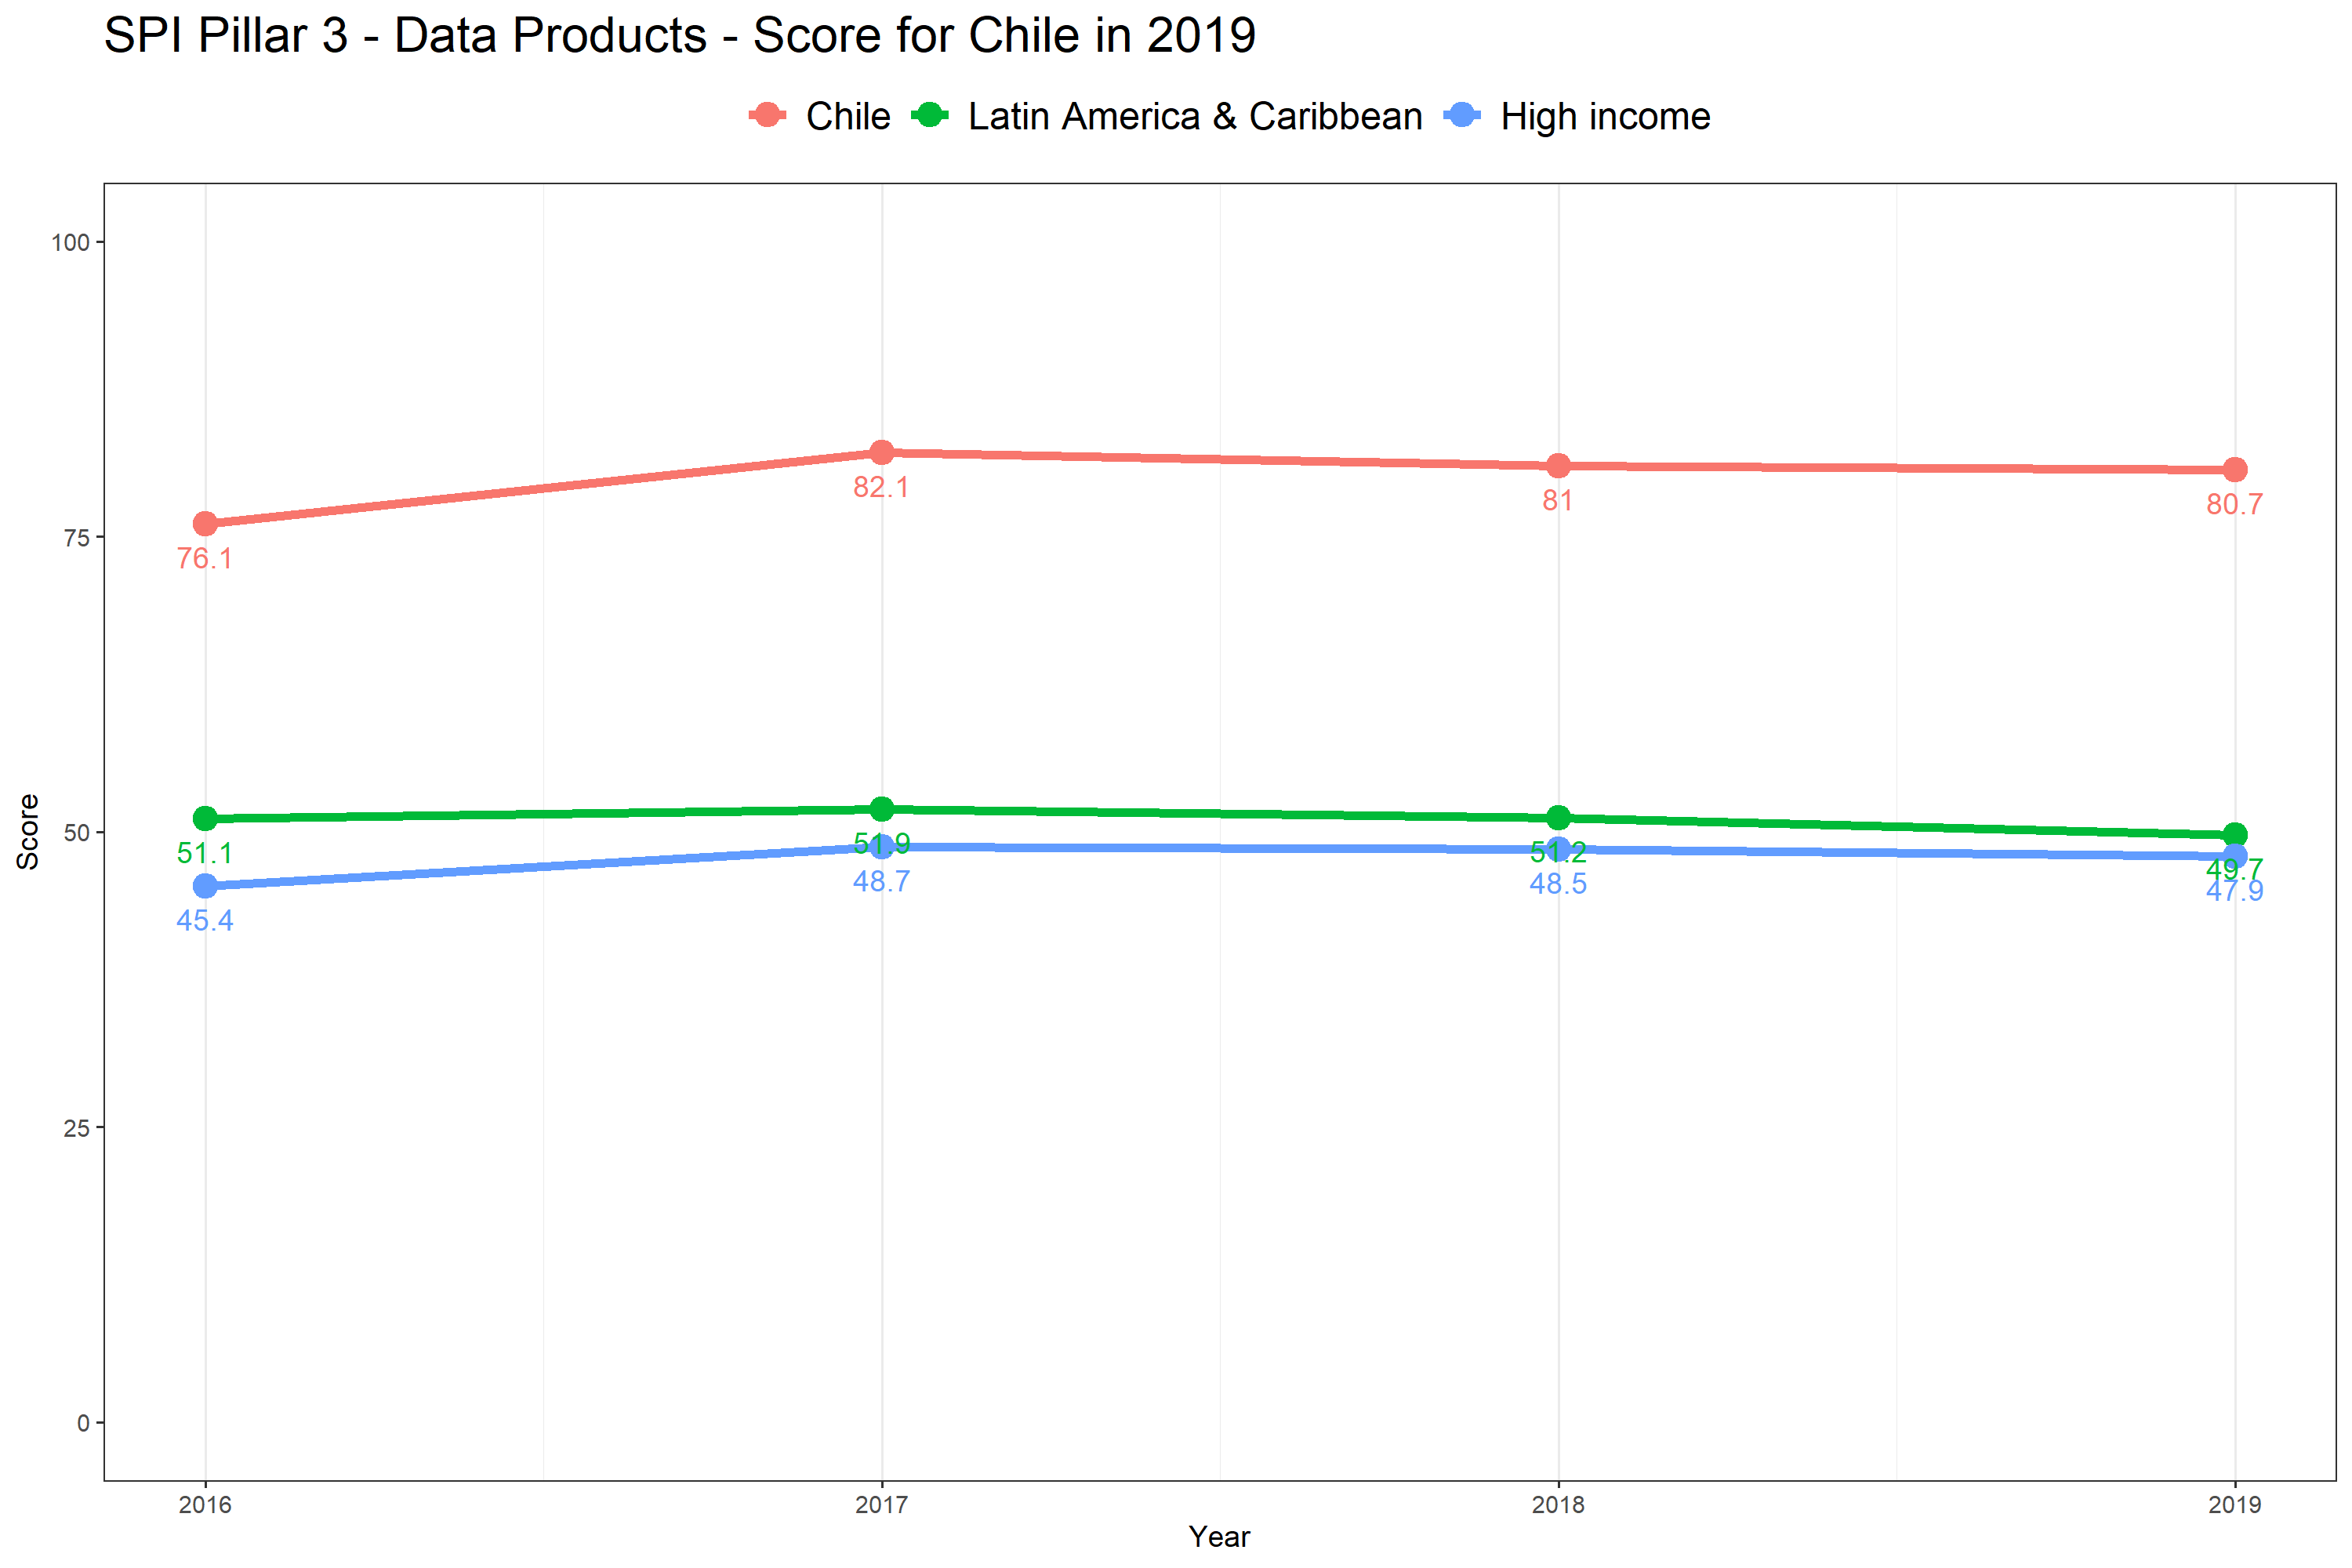 SPI Pillar 3 - Data Products - Score for Chile in 2019
Chile Latin America & Caribbean High income
100
75
50
25
0
Score
76.1 82.1 81 80.7
51.1 51.9 51.2 49.7
45.4 48.7 48.5 47.9
2016 2017 2018 2019
Year